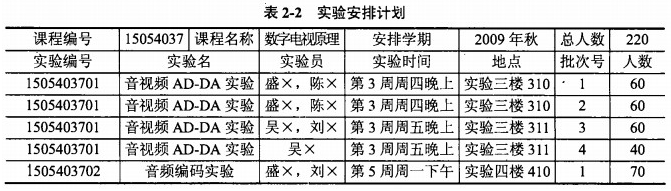 表 2-2 实验安排计划
课程编号 15054037 课程名称 数字电视原理 安排学期 2009 年秋 总人数 220
实验编号 实验名 实验员 实验时间 地点 批次号 人数
1505403701 音视频 AD-DA 实验 盛×，陈× 第 3 周周四晚上 实验三楼 310 1 60
1505403701 音视频 AD-DA 实验 盛×，陈× 第 3 周周四晚上 实验三楼 310 2 60
1505403701 音视频 AD-DA 实验 吴×，刘× 第 3 周周五晚上 实验三楼 311 3 60
1505403701 音视频 AD-DA 实验 吴× 第 3 周周五晚上 实验三楼 311 4 40
1505403702 音频编码实验 盛×，刘× 第 5 周周一下午 实验四楼 410 1 70